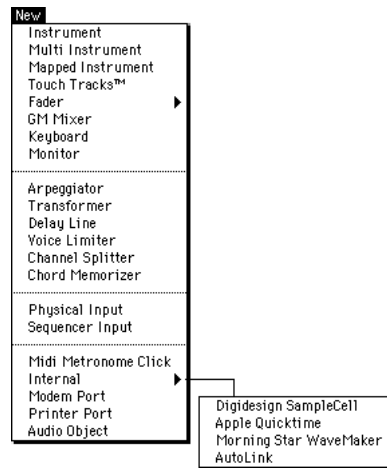 New
Instrument
Multi Instrument
Mapped Instrument
Touch Tracks™
Fader
GM Mixer
Keyboard
Monitor
Arpeggiator
Transformer
Delay Line
Voice Limiter
Channel Splitter
Chord Memorizer
Physical Input
Sequencer Input
Midi Metronome Click
Internal
Modem Port
Printer Port
Audio Object
Digidesign SampleCell
Apple Quicktime
Morning Star WaveMaker
AutoLink